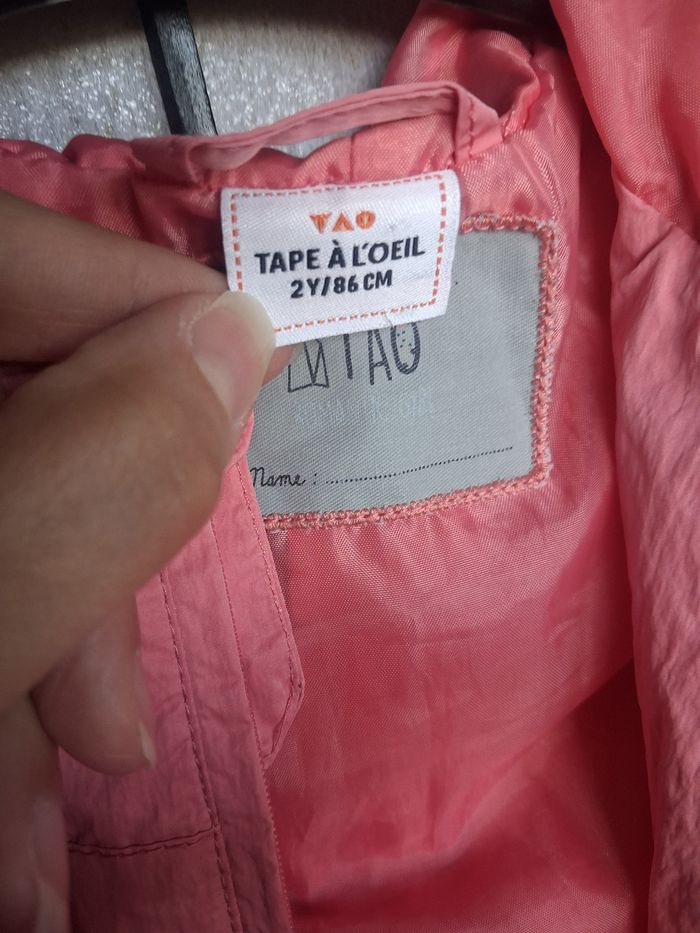 TAO
TAPE À L'OEIL
2Y/86 CM
TAO
Name :